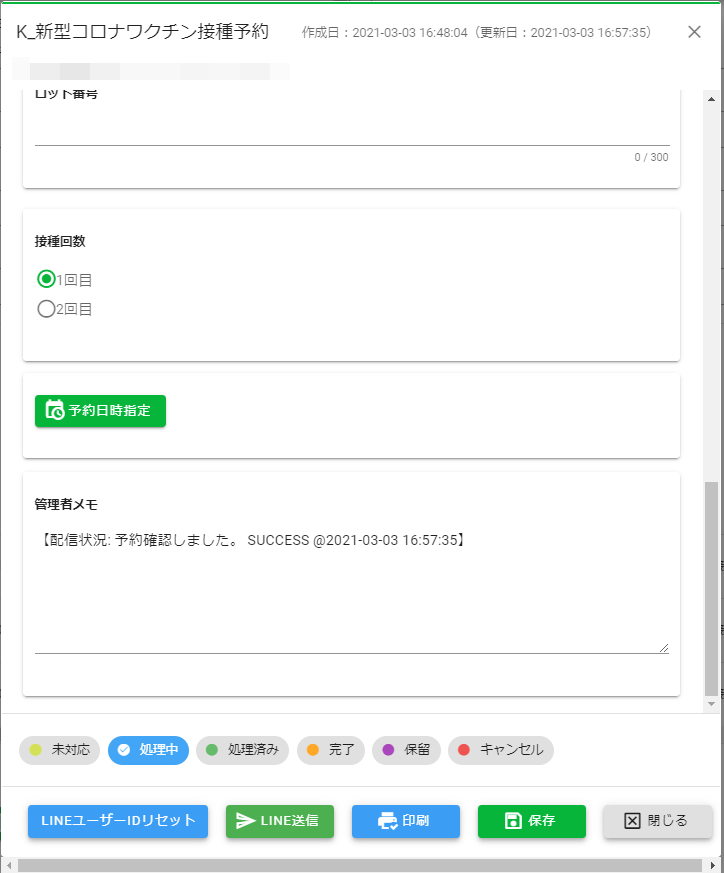 K_新型コロナワクチン接種予約 作成日：2021-03-03 16:48:04（更新日：2021-03-03 16:57:35）
ロット番号
0 / 300
接種回数
1回目
2回目
予約日時指定
管理者メモ
【配信状況: 予約確認しました。 SUCCESS @2021-03-03 16:57:35】
未対応 処理中 処理済み 完了 保留 キャンセル
LINEユーザーIDリセット LINE送信 印刷 保存 閉じる